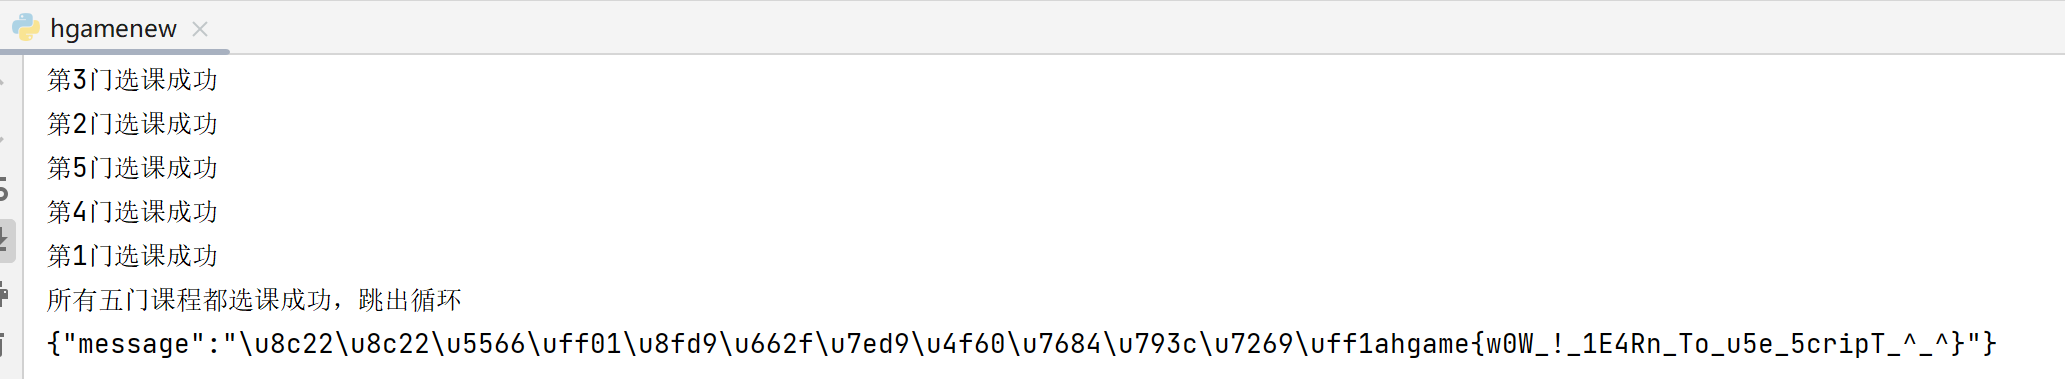 hgamenew
第3门选课成功
第2门选课成功
第5门选课成功
第4门选课成功
第1门选课成功
所有五门课程都选课成功，跳出循环
{"message":"\u8c22\u8c22\u5566\uff01\u8fd9\u662f\u7ed9\u4f60\u7684\u793c\u7269\uff1ahgame{w0W_!_1E4Rn_To_u5e_5cripT_^_^}"}